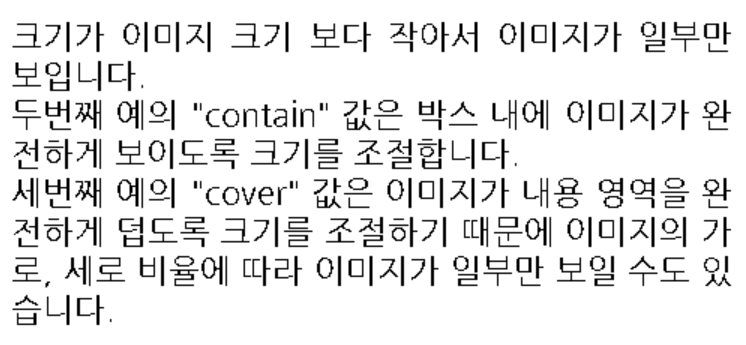 크기가 이미지 크기 보다 작아서 이미지가 일부만
보입니다.
두번째 예의 "contain" 값은 박스 내에 이미지가 완
전하게 보이도록 크기를 조절합니다.
세번째 예의 "cover" 값은 이미지가 내용 영역을 완
전하게 덥도록 크기를 조절하기 때문에 이미지의 가
로, 세로 비율에 따라 이미지가 일부만 보일 수도 있
습니다.